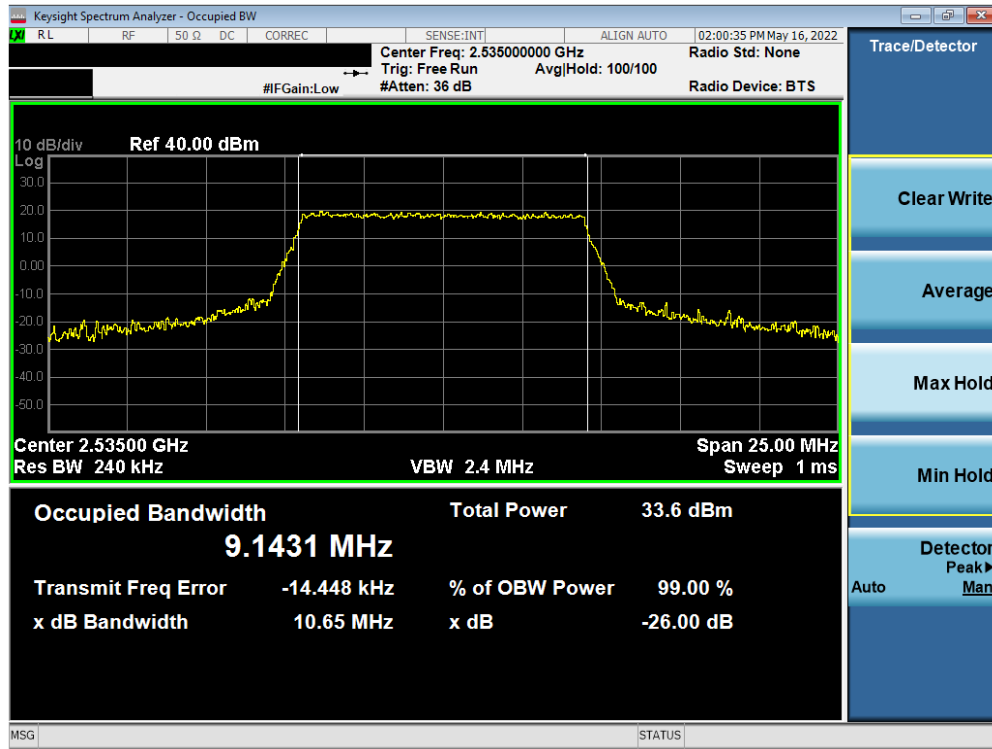 Keysight Spectrum Analyzer - Occupied BW
LXI RL RF 50 Ω DC CORREC SENSE:INT ALIGN AUTO 02:00:35 PM May 16, 2022
Center Freq: 2.535000000 GHz Radio Std: None
Trig: Free Run Avg|Hold: 100/100
#IFGain:Low #Atten: 36 dB Radio Device: BTS
10 dB/div Ref 40.00 dBm
Log
30.0
20.0
10.0
0.00
-10.0
-20.0
-30.0
-40.0
-50.0
Center 2.53500 GHz Span 25.00 MHz
Res BW 240 kHz VBW 2.4 MHz Sweep 1 ms
Occupied Bandwidth Total Power 33.6 dBm
9.1431 MHz
Transmit Freq Error -14.448 kHz % of OBW Power 99.00 %
x dB Bandwidth 10.65 MHz x dB -26.00 dB
MSG STATUS
Trace/Detector
Clear Write
Average
Max Hold
Min Hold
Detector
Peak▶
Auto Man